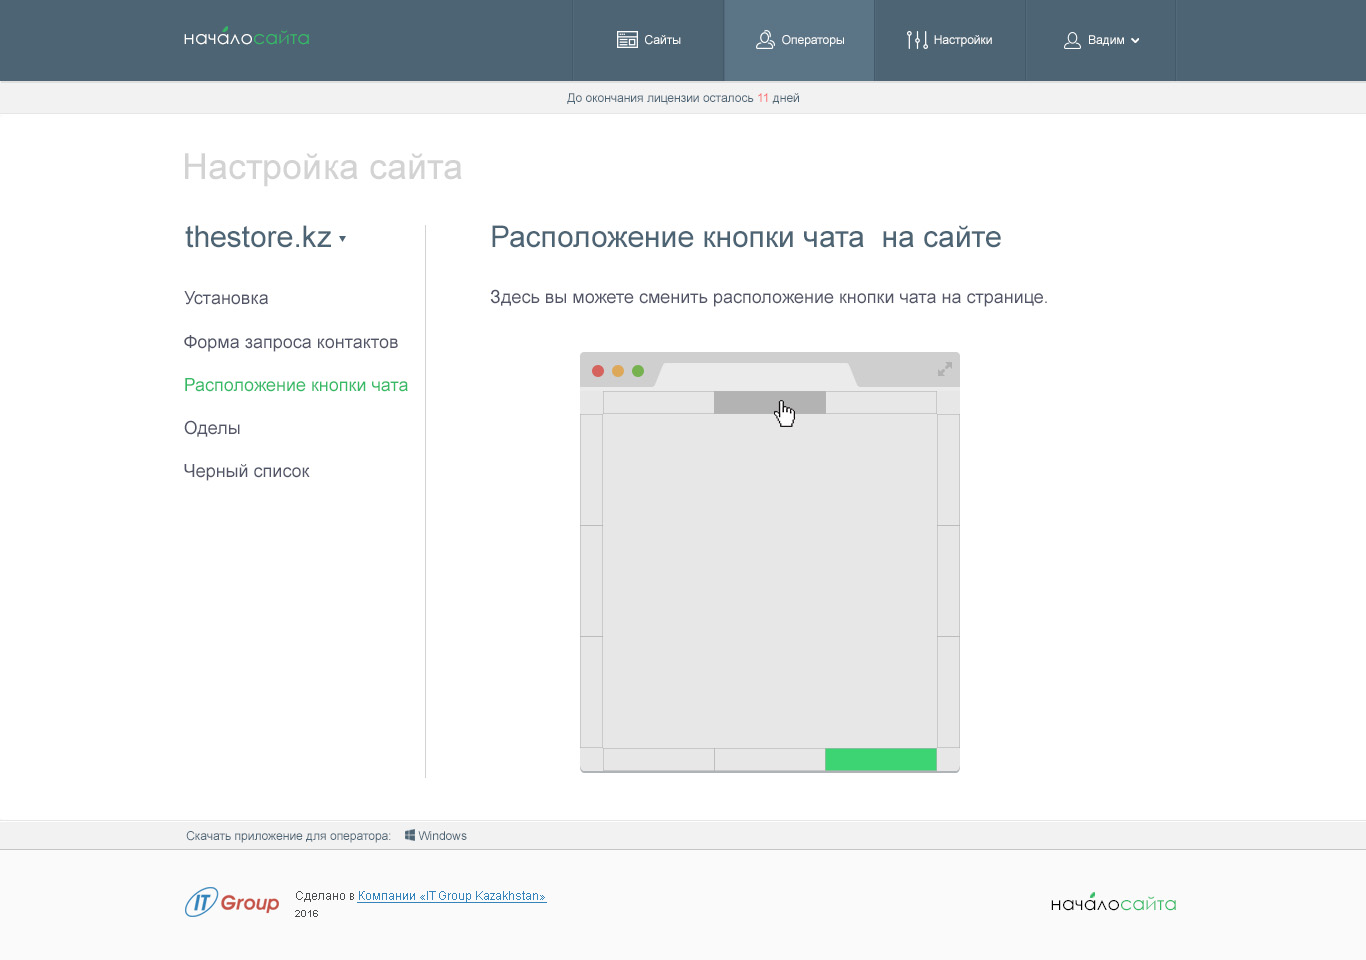 началосайта
Сайты
Операторы
Настройки
Вадим
До окончания лицензии осталось 11 дней
Настройка сайта
thestore.kz
Установка
Форма запроса контактов
Расположение кнопки чата
Оделы
Черный список
Расположение кнопки чата на сайте
Здесь вы можете сменить расположение кнопки чата на странице.
Скачать приложение для оператора: Windows
IT Group
Сделано в Компании «IT Group Kazakhstan»
2016
началосайта